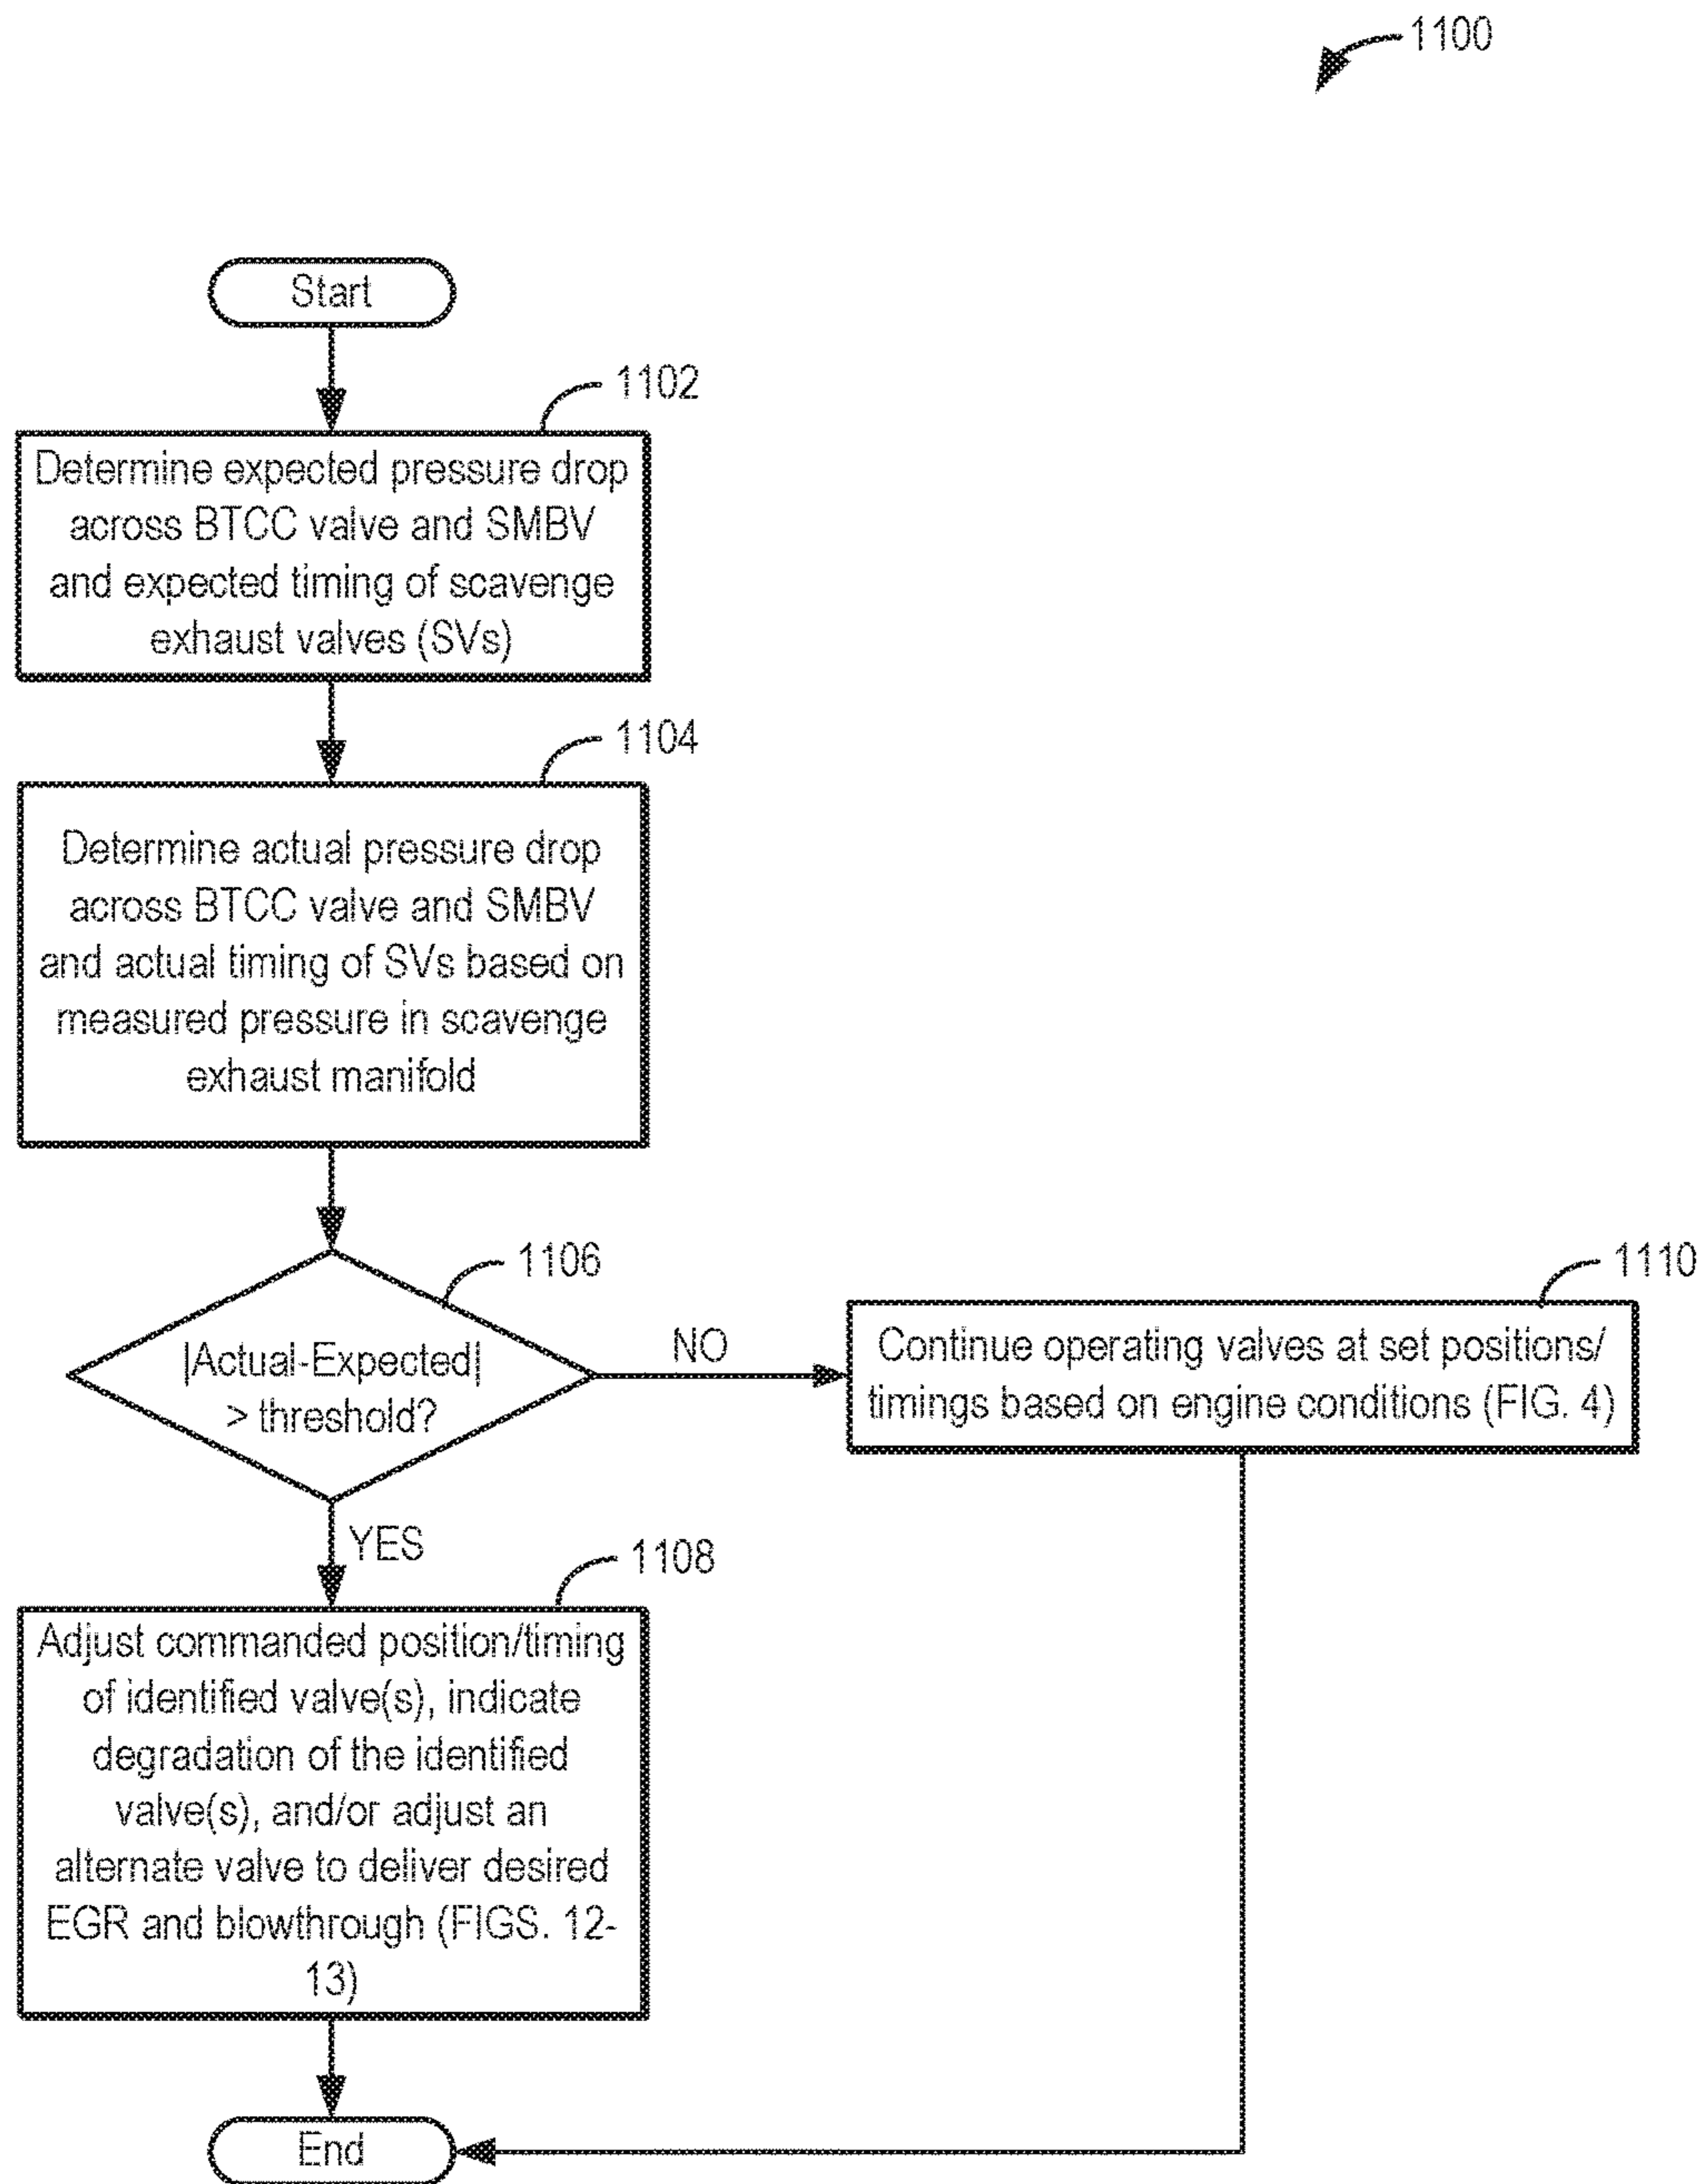 1100
Start
1102
Determine expected pressure drop
across BTCC valve and SMBV
and expected timing of scavenge
exhaust valves (SVs)
1104
Determine actual pressure drop
across BTCC valve and SMBV
and actual timing of SVs based on
measured pressure in scavenge
exhaust manifold
1106
|Actual-Expected|
> threshold?
NO
1110
Continue operating valves at set positions/
timings based on engine conditions (FIG. 4)
YES
1108
Adjust commanded position/timing
of identified valve(s), indicate
degradation of the identified
valve(s), and/or adjust an
alternate valve to deliver desired
EGR and blowthrough (FIGS. 12-
13)
End